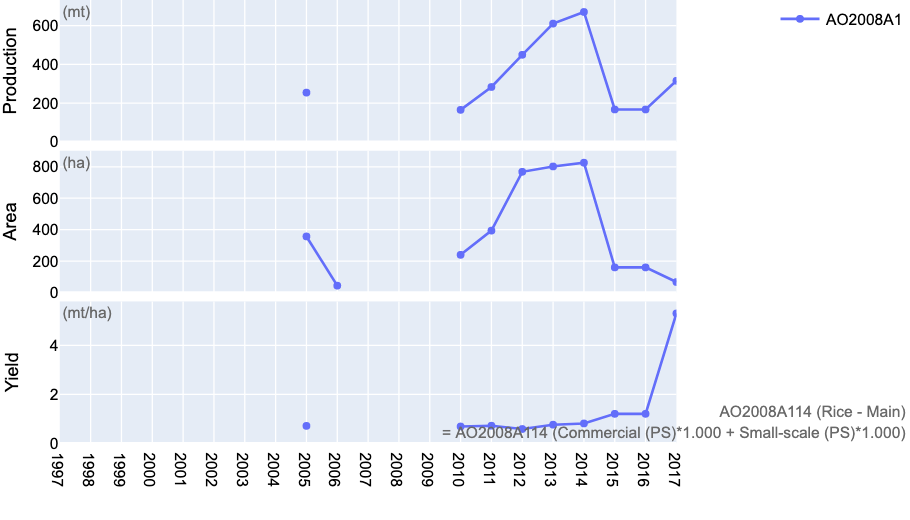 (mt)
AO2008A1
Production
600
400
200
0
(ha)
Area
800
600
400
200
0
(mt/ha)
Yield
4
2
0
AO2008A114 (Rice - Main)
= AO2008A114 (Commercial (PS)*1.000 + Small-scale (PS)*1.000)
1997 1998 1999 2000 2001 2002 2003 2004 2005 2006 2007 2008 2009 2010 2011 2012 2013 2014 2015 2016 2017